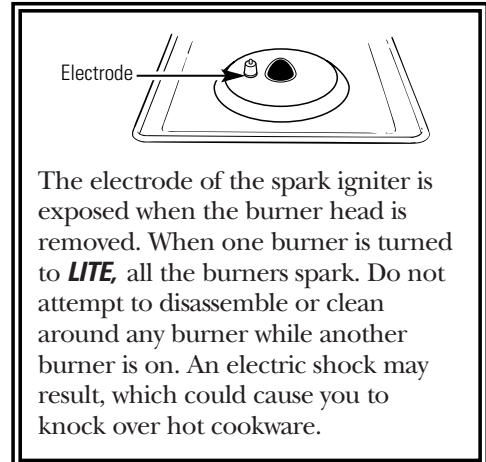 Electrode
The electrode of the spark igniter is
exposed when the burner head is
removed. When one burner is turned
to LITE, all the burners spark. Do not
attempt to disassemble or clean
around any burner while another
burner is on. An electric shock may
result, which could cause you to
knock over hot cookware.